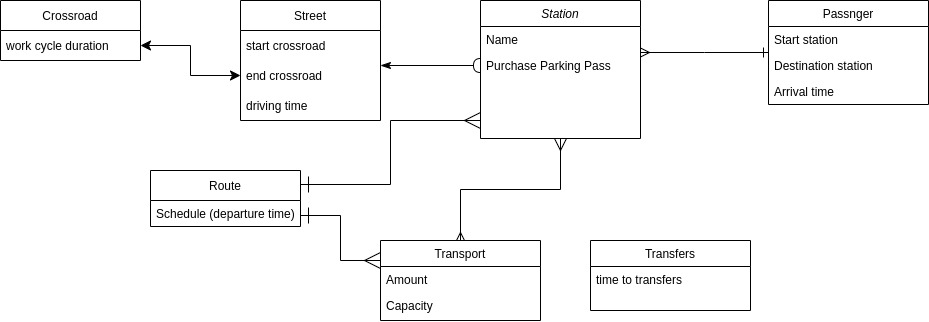 Crossroad
work cycle duration
Street
start crossroad
end crossroad
driving time
Station
Name
Purchase Parking Pass
Passnger
Start station
Destination station
Arrival time
Route
Schedule (departure time)
Transport
Amount
Capacity
Transfers
time to transfers